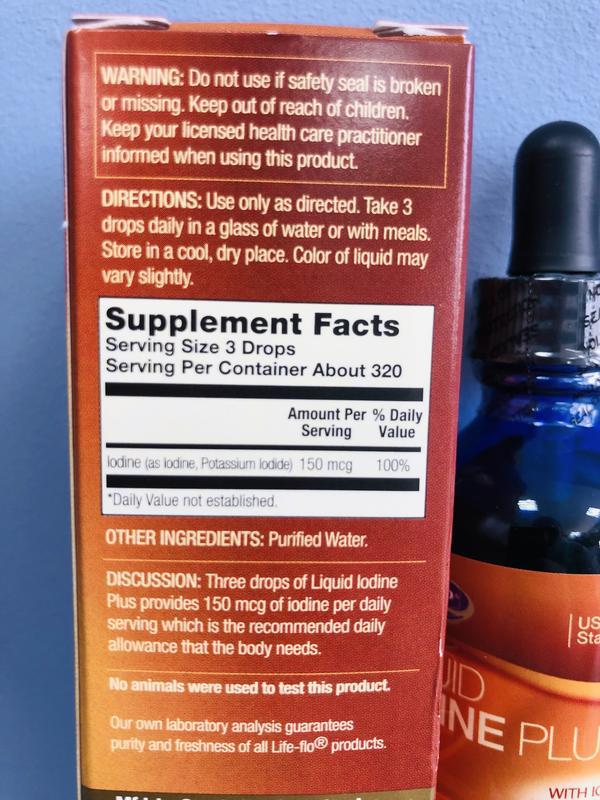 WARNING: Do not use if safety seal is broken
or missing. Keep out of reach of children.
Keep your licensed health care practitioner
informed when using this product.
DIRECTIONS: Use only as directed. Take 3
drops daily in a glass of water or with meals.
Store in a cool, dry place. Color of liquid may
vary slightly.
Supplement Facts
Serving Size 3 Drops
Serving Per Container About 320
Amount Per % Daily
Serving Value
Iodine (as Iodine, Potassium Iodide) 150 mcg 100%
*Daily Value not established.
OTHER INGREDIENTS: Purified Water.
DISCUSSION: Three drops of Liquid Iodine
Plus provides 150 mcg of iodine per daily
serving which is the recommended daily
allowance that the body needs.
No animals were used to test this product.
Our own laboratory analysis guarantees
purity and freshness of all Life-flo® products.
US
Sta
UID
INE PLU
WITH IO